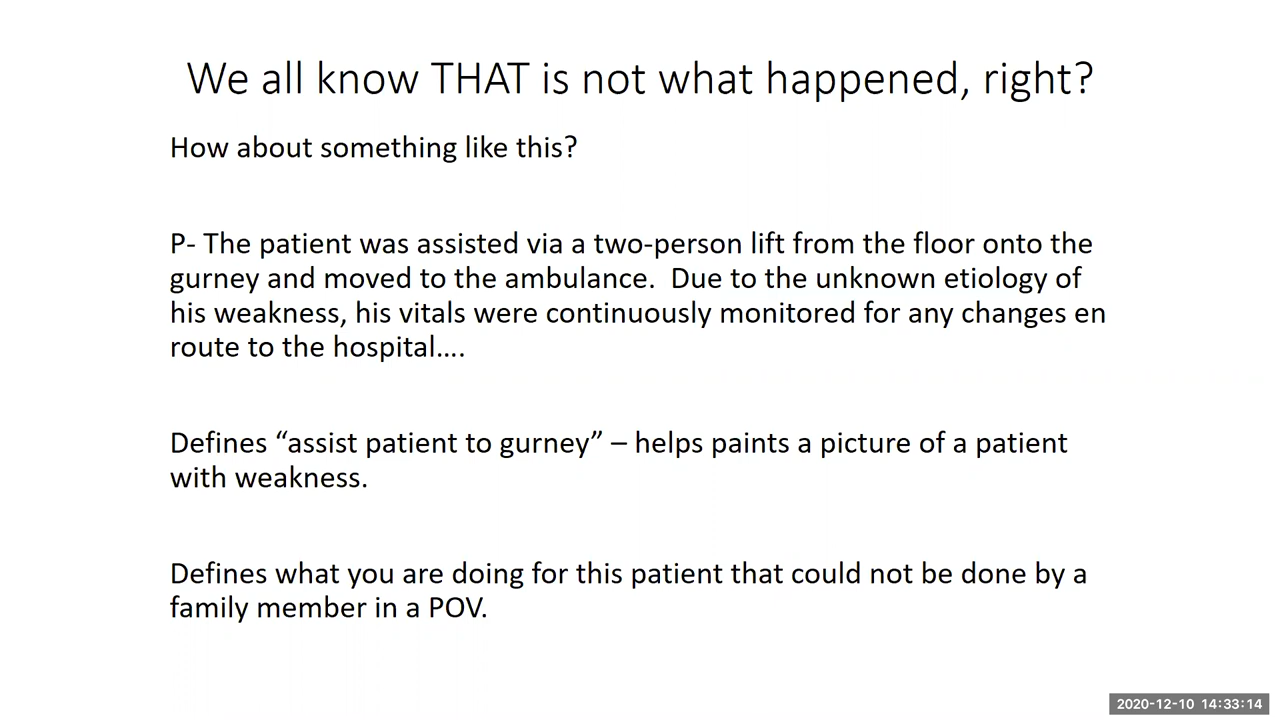 We all know THAT is not what happened, right?
How about something like this?
P- The patient was assisted via a two-person lift from the floor onto the
gurney and moved to the ambulance.  Due to the unknown etiology of
his weakness, his vitals were continuously monitored for any changes en
route to the hospital….
Defines “assist patient to gurney” – helps paints a picture of a patient
with weakness.
Defines what you are doing for this patient that could not be done by a
family member in a POV.
2020-12-10 14:33:14